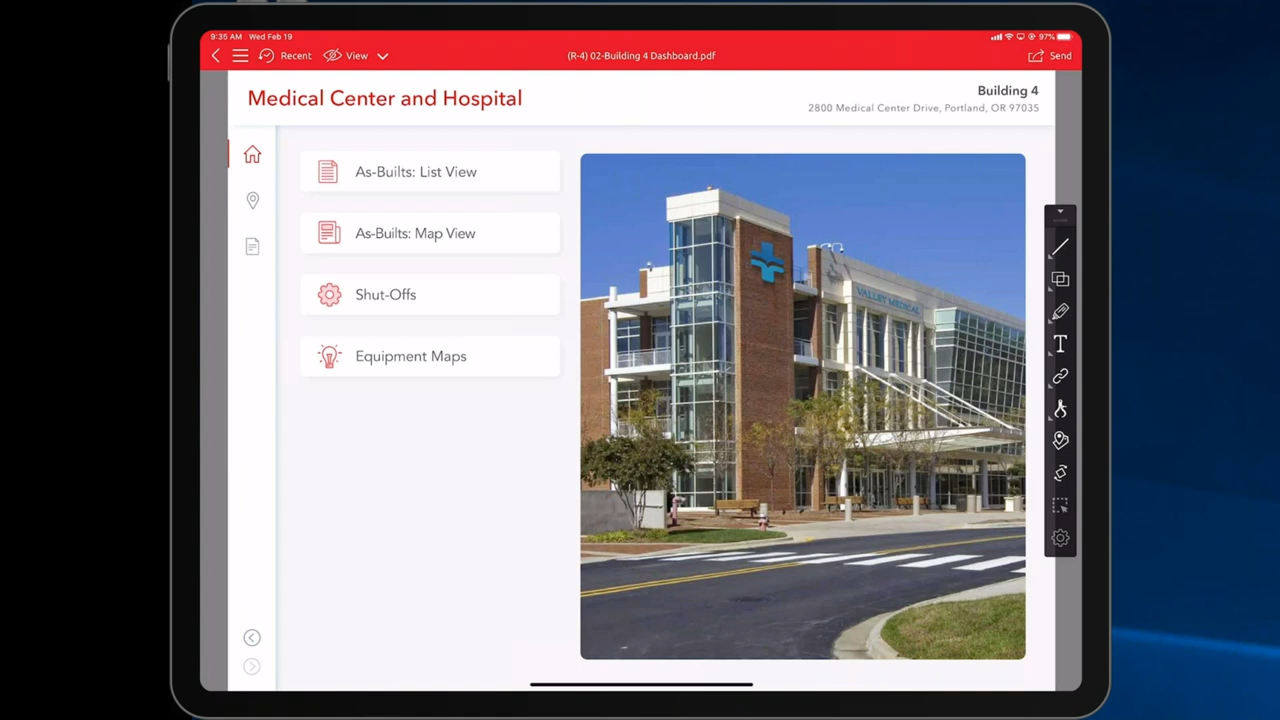 9:35 AM Wed Feb 19
97%
Recent
View
(R-4) 02-Building 4 Dashboard.pdf
Send
Medical Center and Hospital
Building 4
2800 Medical Center Drive, Portland, OR 97035
As-Builts: List View
As-Builts: Map View
Shut-Offs
Equipment Maps
VALLEY MEDICAL
T